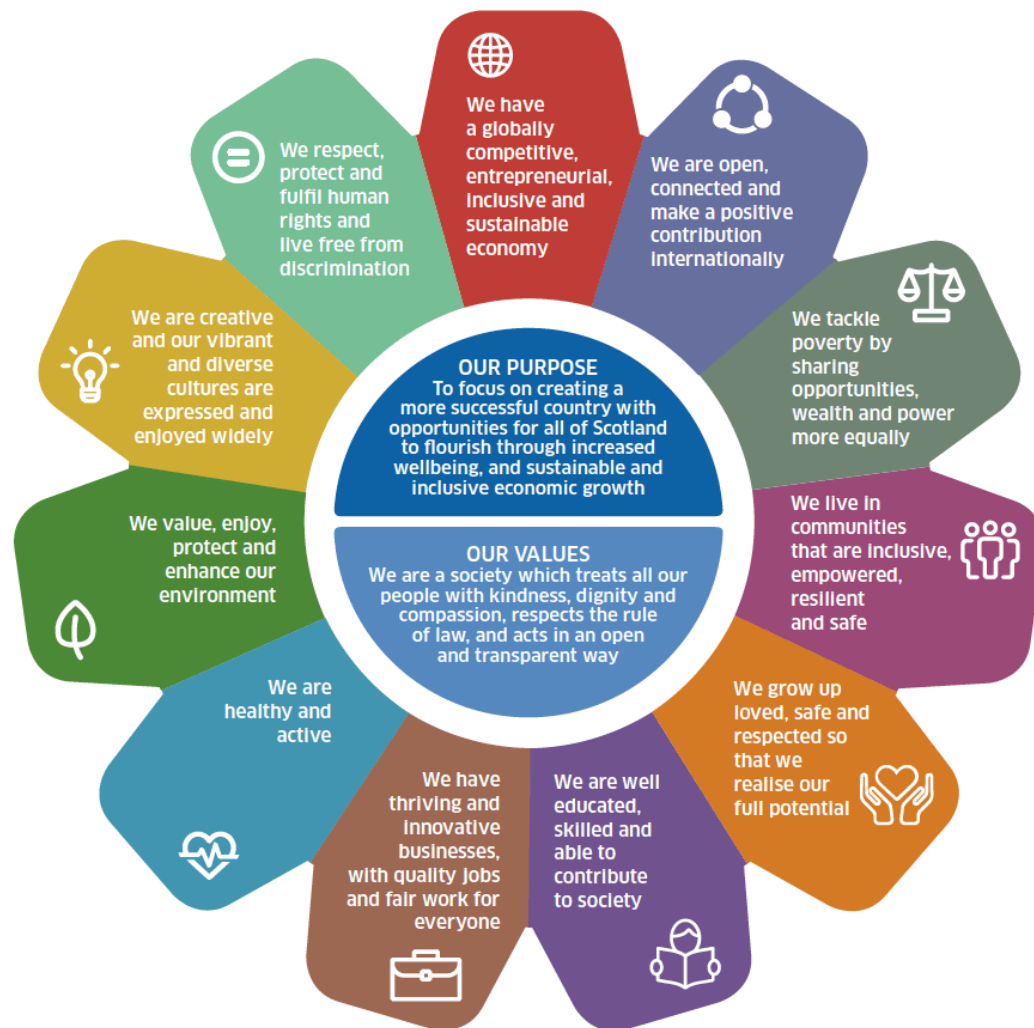 We have
a globally
competitive,
entrepreneurial,
inclusive and
sustainable
economy
We are open,
connected and
make a positive
contribution
internationally
We tackle
poverty by
sharing
opportunities,
wealth and power
more equally
We live in
communities
that are inclusive,
empowered,
resilient
and safe
We grow up
loved, safe and
respected so
that we
realise our
full potential
We are well
educated,
skilled and
able to
contribute
to society
We have
thriving and
innovative
businesses,
with quality jobs
and fair work for
everyone
We are
healthy and
active
We value, enjoy,
protect and
enhance our
environment
We are creative
and our vibrant
and diverse
cultures are
expressed and
enjoyed widely
We respect,
protect and
fulfil human
rights and
live free from
discrimination
OUR PURPOSE
To focus on creating a
more successful country with
opportunities for all of Scotland
to flourish through increased
wellbeing, and sustainable and
inclusive economic growth
OUR VALUES
We are a society which treats all our
people with kindness, dignity and
compassion, respects the rule
of law, and acts in an open
and transparent way